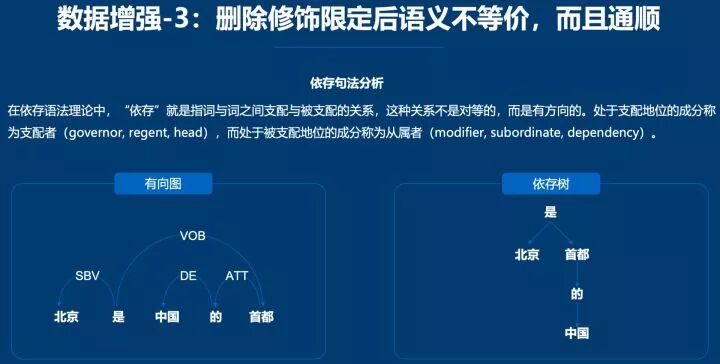 数据增强-3：删除修饰限定后语义不等价，而且通顺
依存句法分析
在依存语法理论中，“依存”就是指词与词之间支配与被支配的关系，这种关系不是对等的，而是有方向的。处于支配地位的成分称
为支配者（governor, regent, head），而处于被支配地位的成分称为从属者（modifier, subordinate, dependency）。
有向图
VOB
SBV DE ATT
北京 是 中国 的 首都
依存树
是
北京 首都
的
中国